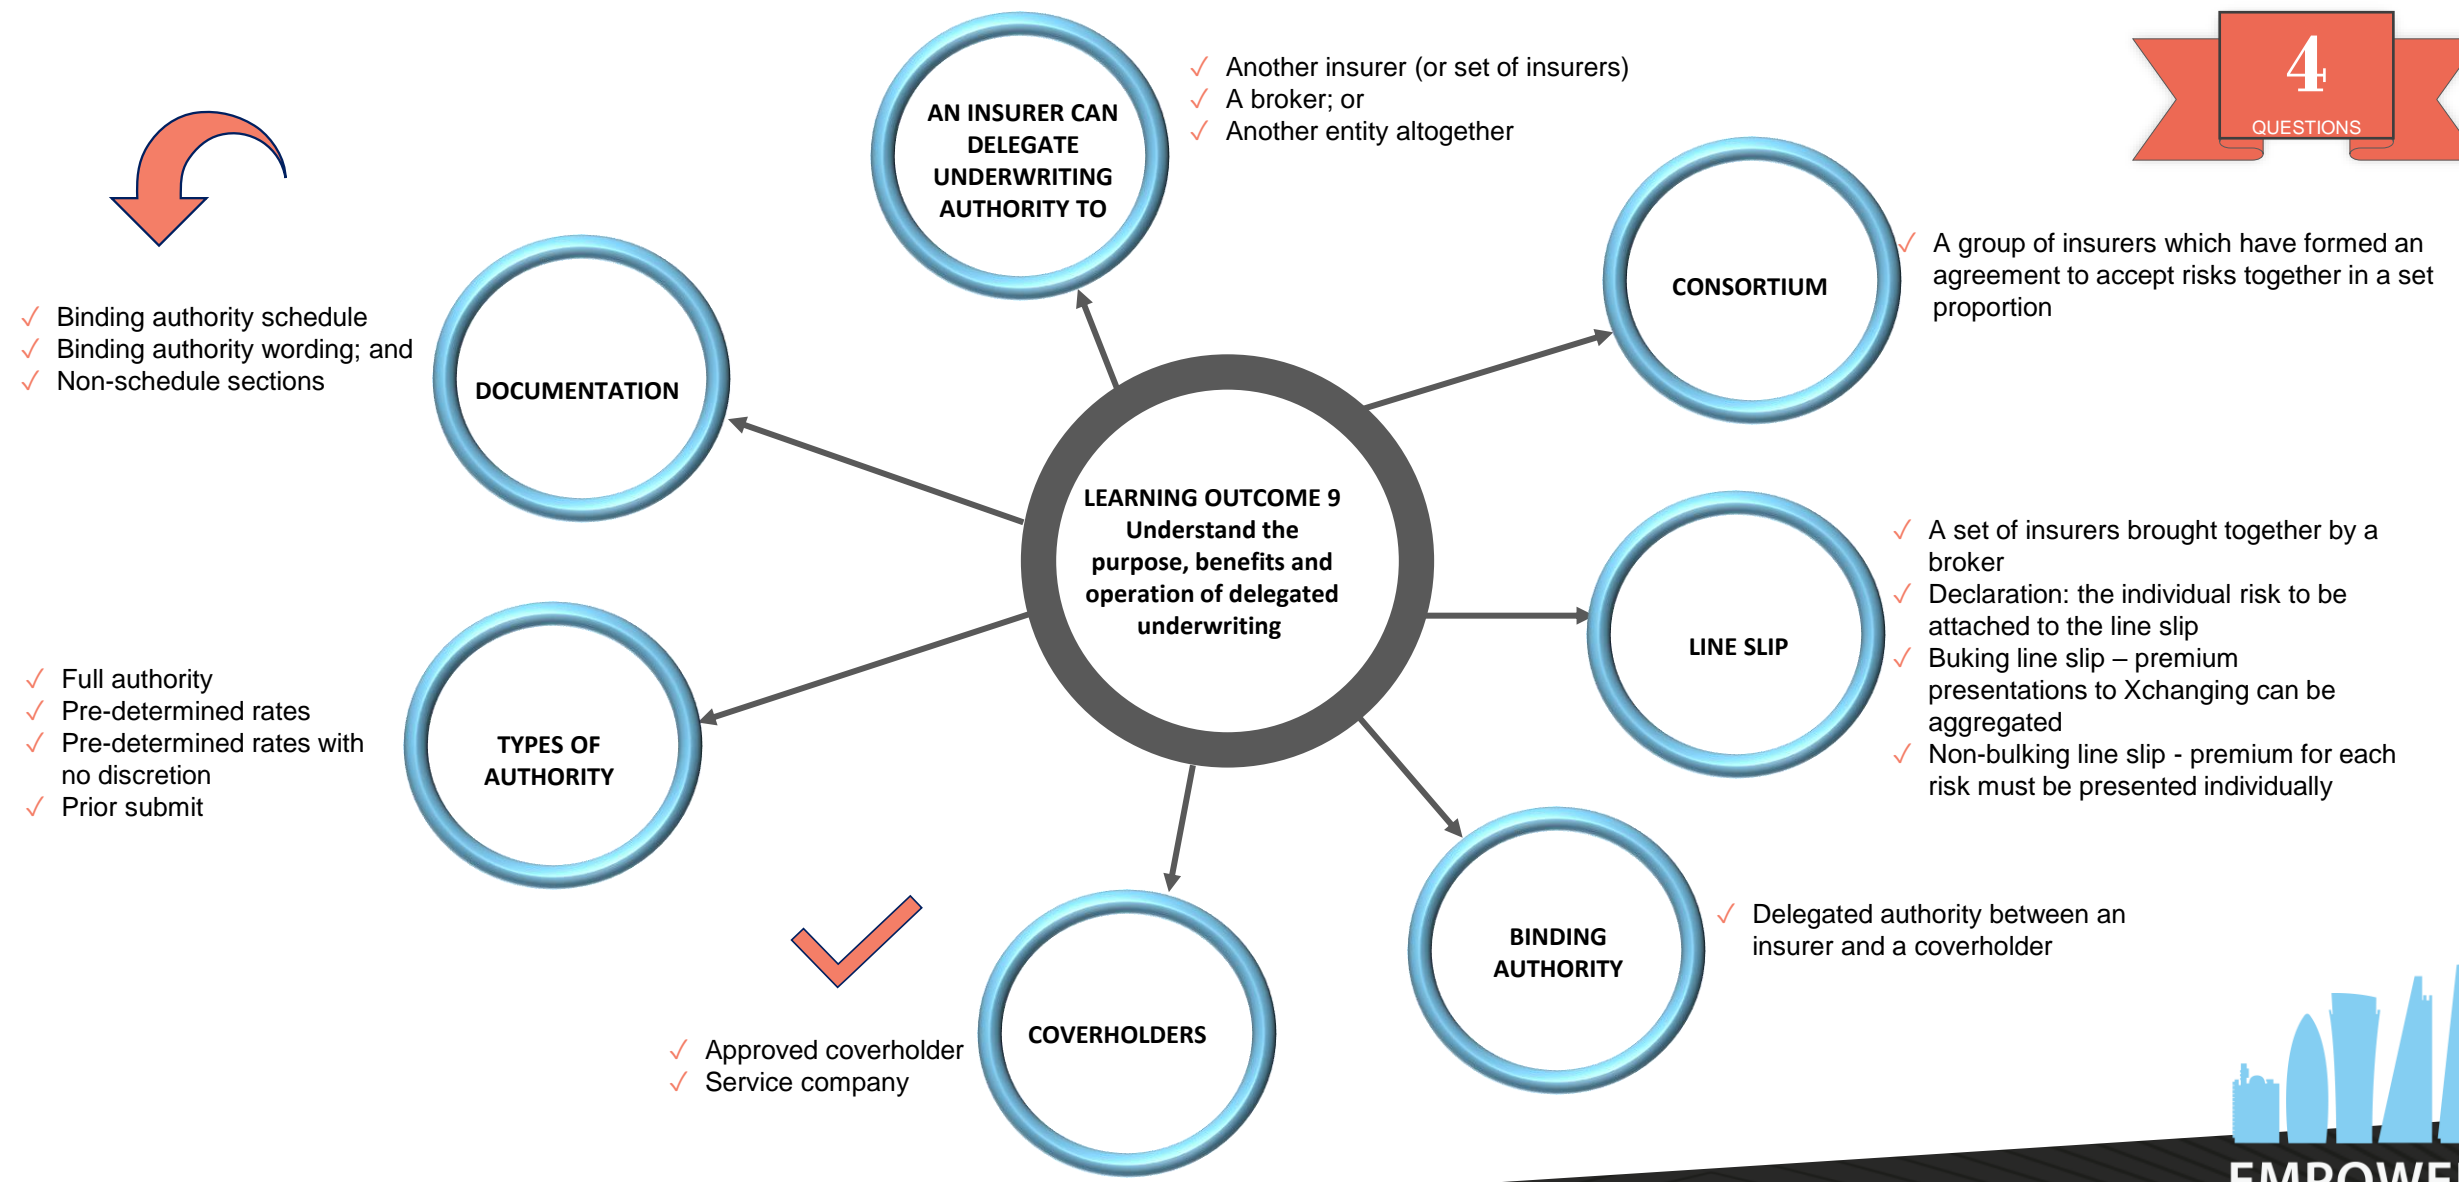 AN INSURER CAN
DELEGATE
UNDERWRITING
AUTHORITY TO
✓ Another insurer (or set of insurers)
✓ A broker; or
✓ Another entity altogether
4
QUESTIONS
CONSORTIUM
✓ A group of insurers which have formed an
agreement to accept risks together in a set
proportion
✓ Binding authority schedule
✓ Binding authority wording; and
✓ Non-schedule sections
DOCUMENTATION
LEARNING OUTCOME 9
Understand the
purpose, benefits and
operation of delegated
underwriting
LINE SLIP
✓ A set of insurers brought together by a
broker
✓ Declaration: the individual risk to be
attached to the line slip
✓ Buking line slip – premium
presentations to Xchanging can be
aggregated
✓ Non-bulking line slip - premium for each
risk must be presented individually
✓ Full authority
✓ Pre-determined rates
✓ Pre-determined rates with
no discretion
✓ Prior submit
TYPES OF
AUTHORITY
BINDING
AUTHORITY
✓ Delegated authority between an
insurer and a coverholder
✓ Approved coverholder
✓ Service company
COVERHOLDERS